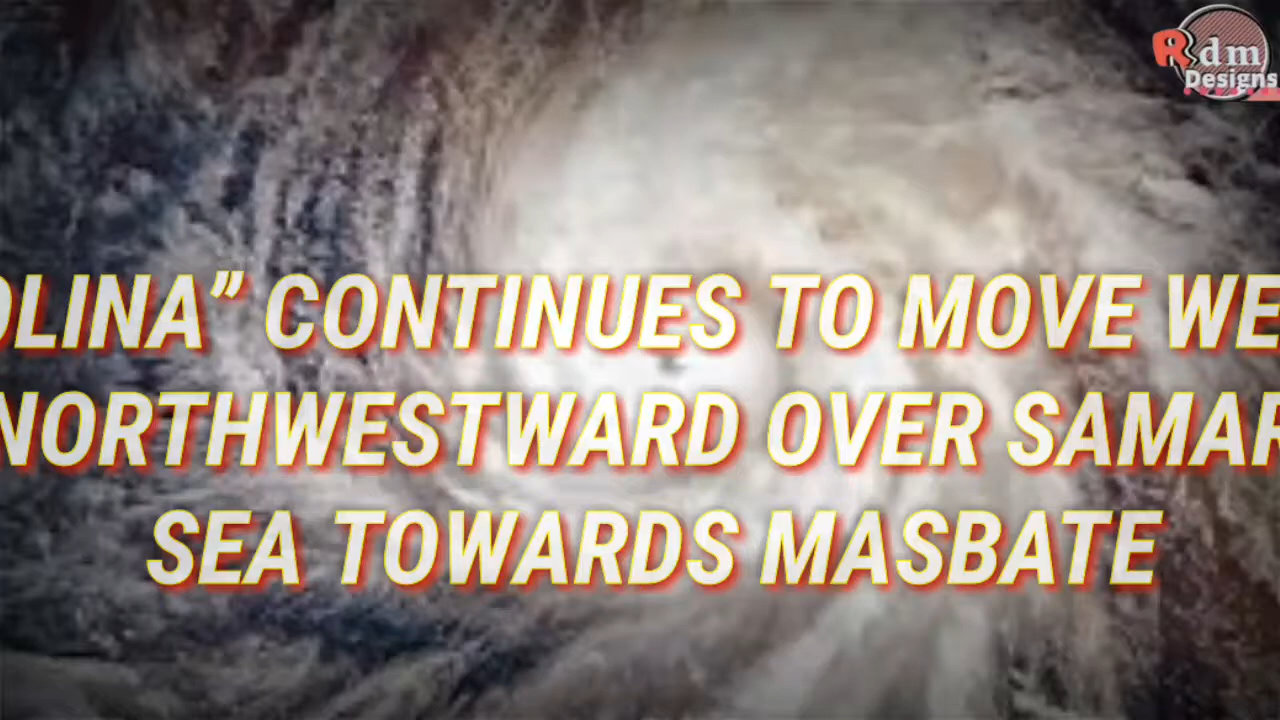 Rdm
Designs
OLINA” CONTINUES TO MOVE WE
NORTHWESTWARD OVER SAMAR
SEA TOWARDS MASBATE